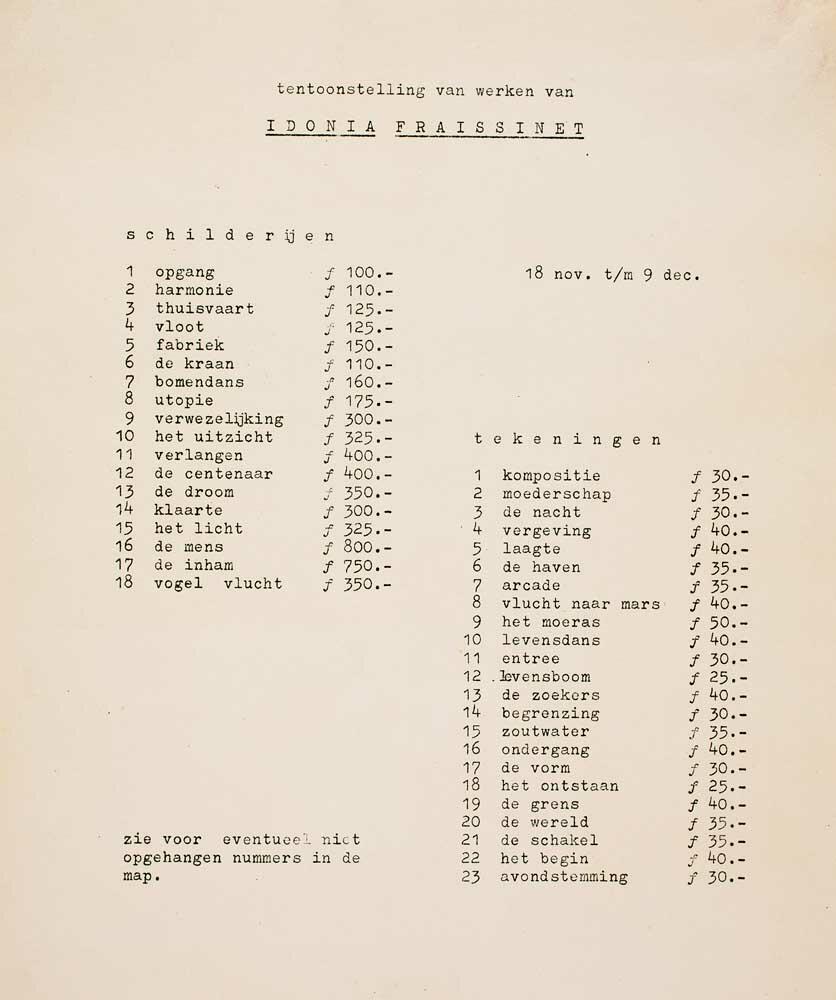 tentoonstelling van werken van
IDONIA FRAISSINET
schilderijen
1 opgang ƒ 100.-
2 harmonie ƒ 110.-
3 thuisvaart ƒ 125.-
4 vloot ƒ 125.-
5 fabriek ƒ 150.-
6 de kraan ƒ 110.-
7 bomendans ƒ 160.-
8 utopie ƒ 175.-
9 verwezelijking ƒ 300.-
10 het uitzicht ƒ 325.-
11 verlangen ƒ 400.-
12 de centenaar ƒ 400.-
13 de droom ƒ 350.-
14 klaarte ƒ 300.-
15 het licht ƒ 325.-
16 de mens ƒ 800.-
17 de inham ƒ 750.-
18 vogel vlucht ƒ 350.-
zie voor eventueel niet
opgehangen nummers in de
map.
18 nov. t/m 9 dec.
tekeningen
1 kompositie ƒ 30.-
2 moederschap ƒ 35.-
3 de nacht ƒ 30.-
4 vergeving ƒ 40.-
5 laagte ƒ 40.-
6 de haven ƒ 35.-
7 arcade ƒ 35.-
8 vlucht naar mars ƒ 40.-
9 het moeras ƒ 50.-
10 levensdans ƒ 40.-
11 entree ƒ 30.-
12 levensboom ƒ 25.-
13 de zoekers ƒ 40.-
14 begrenzing ƒ 30.-
15 zoutwater ƒ 35.-
16 ondergang ƒ 40.-
17 de vorm ƒ 30.-
18 het ontstaan ƒ 25.-
19 de grens ƒ 40.-
20 de wereld ƒ 35.-
21 de schakel ƒ 35.-
22 het begin ƒ 40.-
23 avondstemming ƒ 30.-